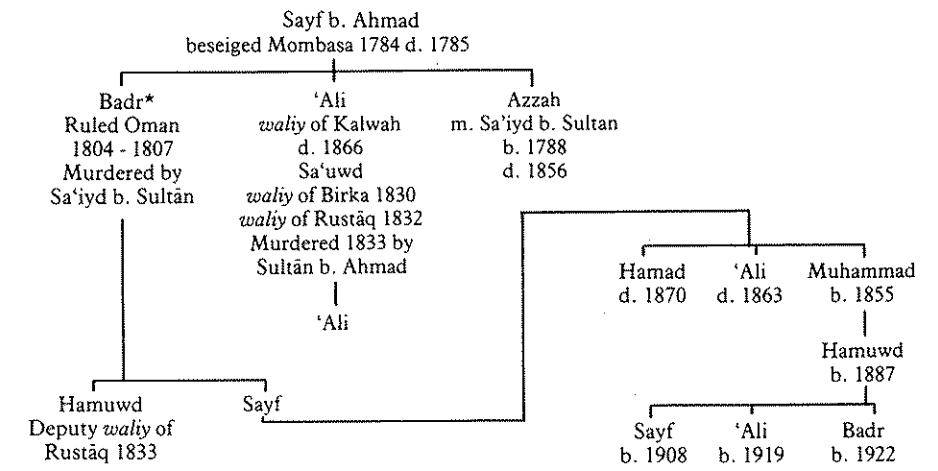 Sayf b. Ahmad
beseiged Mombasa 1784 d. 1785
Badr*
Ruled Oman
1804 - 1807
Murdered by
Sa'iyd b. Sultān
'Ali
waliy of Kalwah
d. 1866
Sa'uwd
waliy of Birka 1830
waliy of Rustāq 1832
Murdered 1833 by
Sultān b. Ahmad
'Ali
Azzah
m. Sa'iyd b. Sultan
b. 1788
d. 1856
Hamuwd
Deputy waliy of
Rustāq 1833
Sayf
Hamad
d. 1870
'Ali
d. 1863
Muhammad
b. 1855
Hamuwd
b. 1887
Sayf
b. 1908
'Ali
b. 1919
Badr
b. 1922